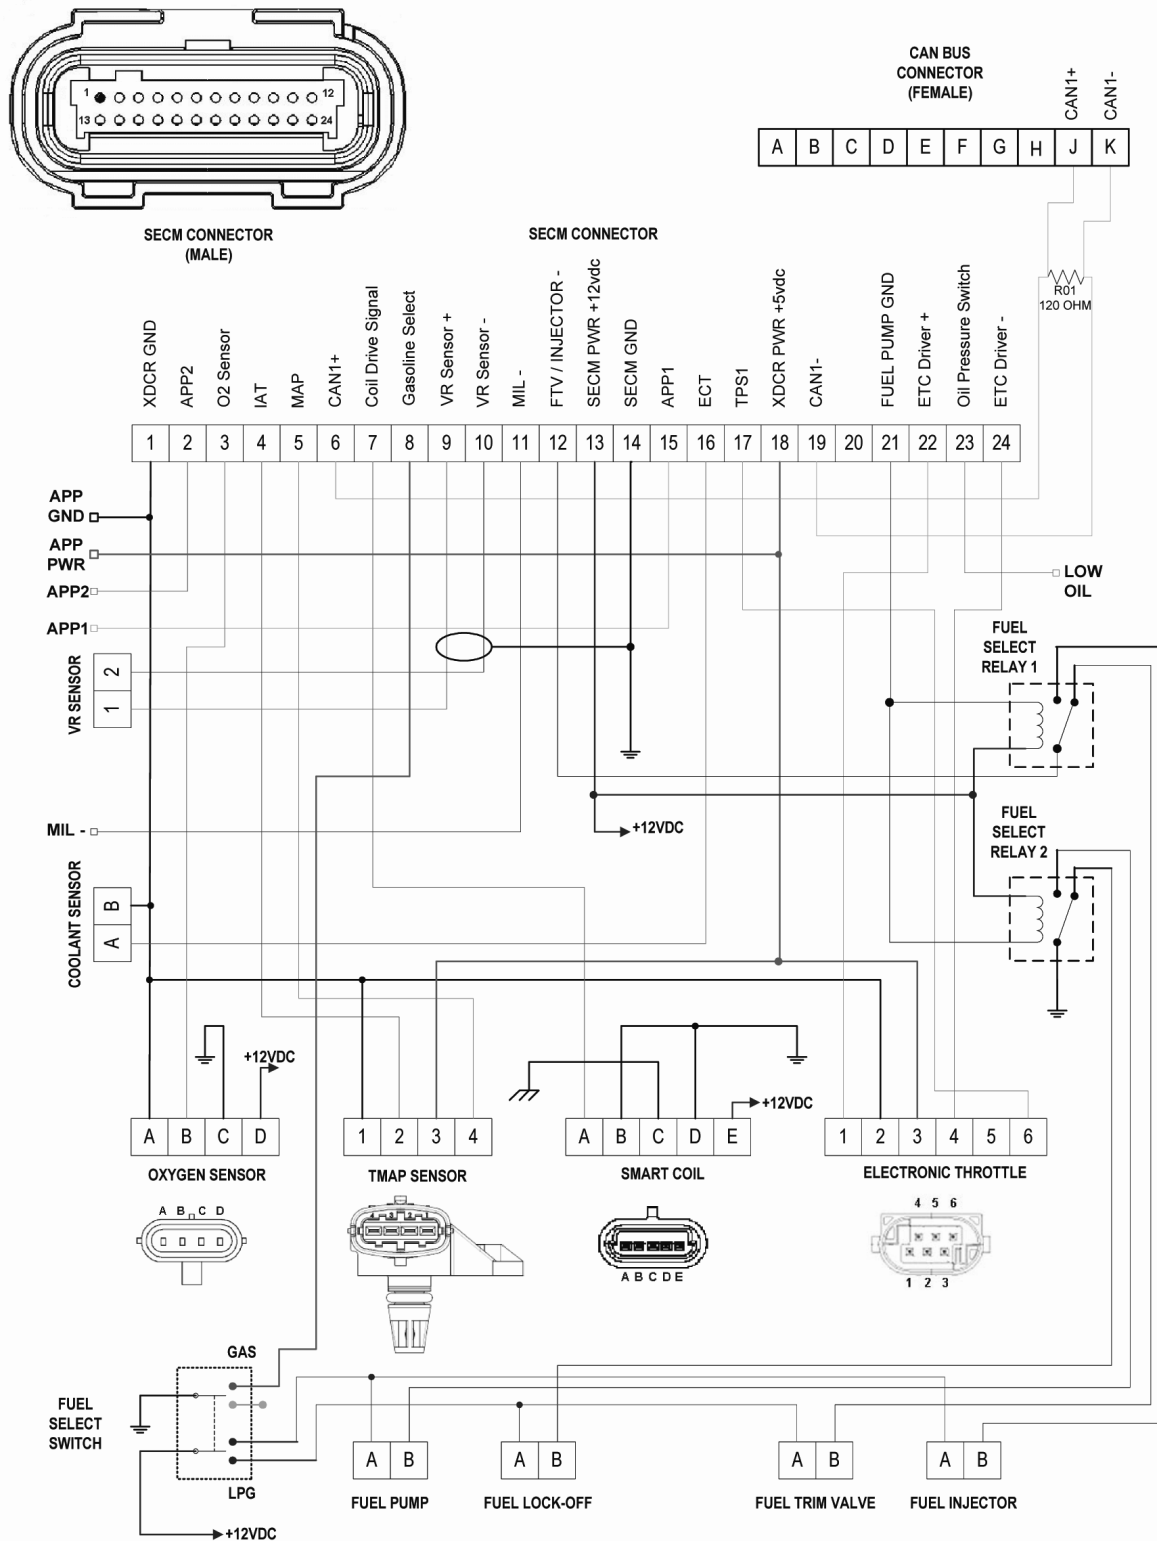 CAN BUS
CONNECTOR
(FEMALE)
CAN1+
CAN1-
A B C D E F G H J K
1 12
13 24
SECM CONNECTOR
(MALE)
SECM CONNECTOR
R01
120 OHM
XDCR GND
APP2
O2 Sensor
IAT
MAP
CAN1+
Coil Drive Signal
Gasoline Select
VR Sensor +
VR Sensor -
MIL -
FTV / INJECTOR -
SECM PWR +12vdc
SECM GND
APP1
ECT
TPS1
XDCR PWR +5vdc
CAN1-
FUEL PUMP GND
ETC Driver +
Oil Pressure Switch
ETC Driver -
1 2 3 4 5 6 7 8 9 10 11 12 13 14 15 16 17 18 19 20 21 22 23 24
APP
GND
APP
PWR
APP2
APP1
LOW
OIL
VR SENSOR
2
1
FUEL
SELECT
RELAY 1
MIL -
+12VDC
FUEL
SELECT
RELAY 2
COOLANT SENSOR
B
A
+12VDC
+12VDC
A B C D
1 2 3 4
A B C D E
1 2 3 4 5 6
OXYGEN SENSOR
TMAP SENSOR
SMART COIL
ELECTRONIC THROTTLE
A B C D
4 3 2 1
A B C D E
4 5 6
1 2 3
GAS
FUEL
SELECT
SWITCH
LPG
+12VDC
A B
A B
A B
A B
FUEL PUMP
FUEL LOCK-OFF
FUEL TRIM VALVE
FUEL INJECTOR